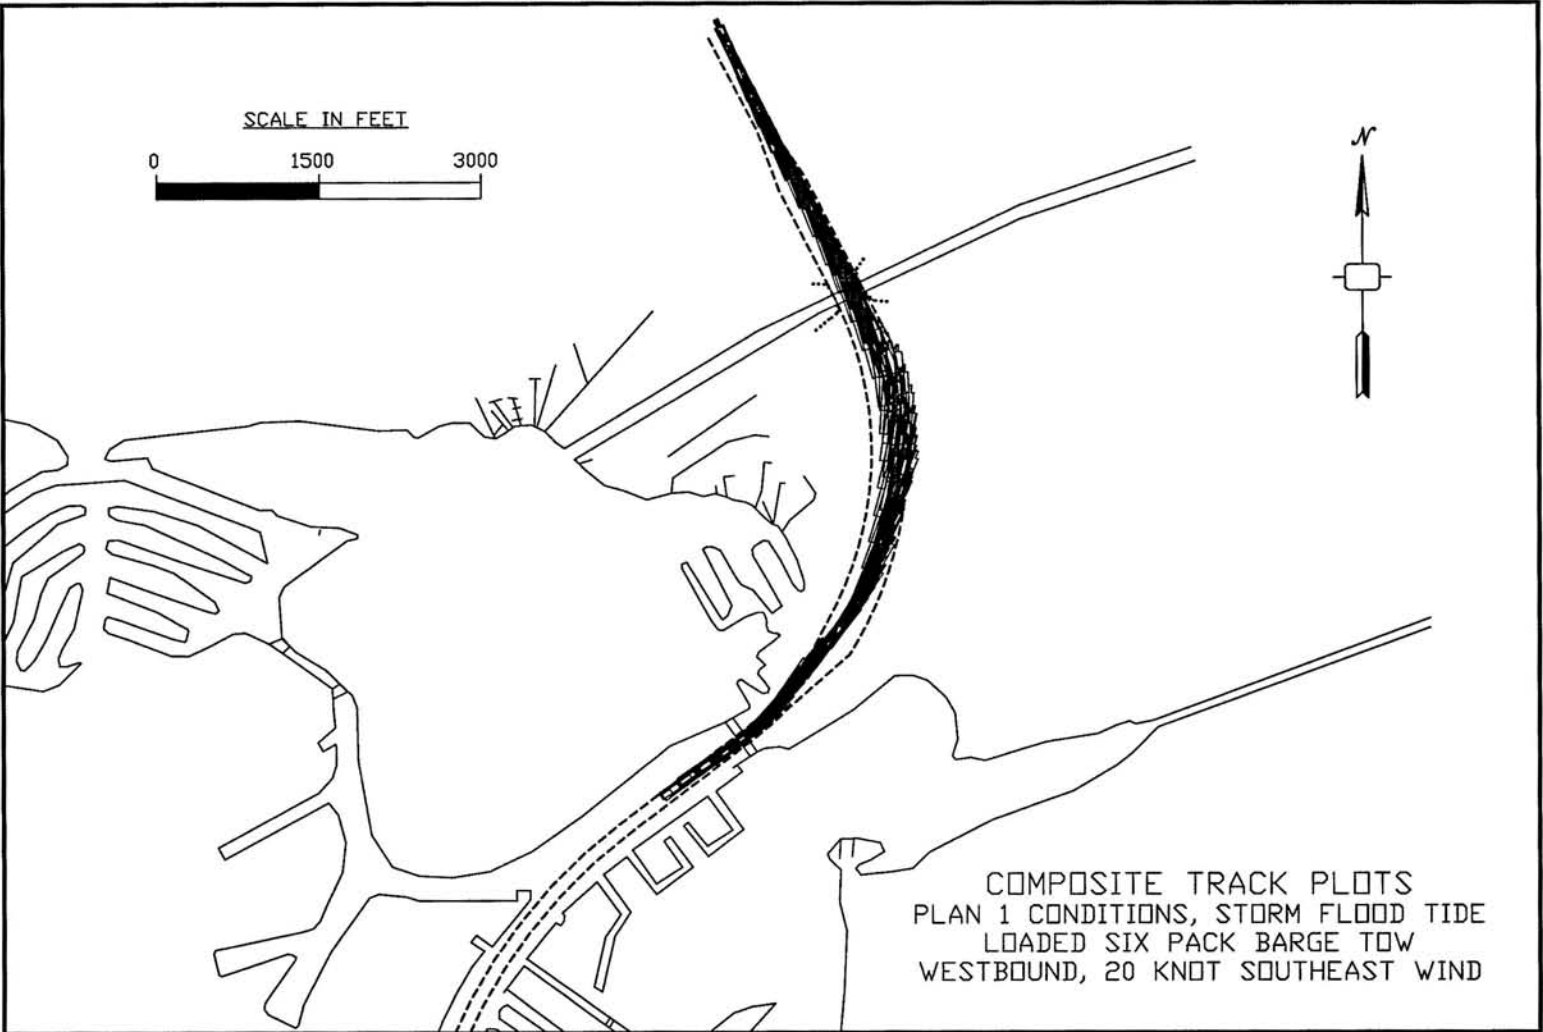 SCALE IN FEET
0 1500 3000
N
COMPOSITE TRACK PLOTS
PLAN 1 CONDITIONS, STORM FLOOD TIDE
LOADED SIX PACK BARGE TOW
WESTBOUND, 20 KNOT SOUTHEAST WIND